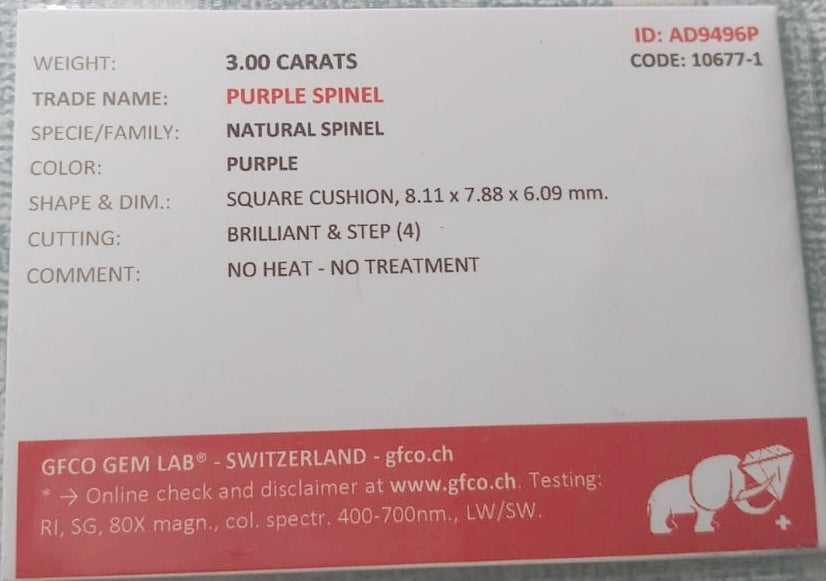 ID: AD9496P
WEIGHT: 3.00 CARATS CODE: 10677-1
TRADE NAME: PURPLE SPINEL
SPECIE/FAMILY: NATURAL SPINEL
COLOR: PURPLE
SHAPE & DIM.: SQUARE CUSHION, 8.11 x 7.88 x 6.09 mm.
CUTTING: BRILLIANT & STEP (4)
COMMENT: NO HEAT - NO TREATMENT
GFCO GEM LAB® - SWITZERLAND - gfco.ch
* → Online check and disclaimer at www.gfco.ch. Testing:
RI, SG, 80X magn., col. spectr. 400-700nm., LW/SW.